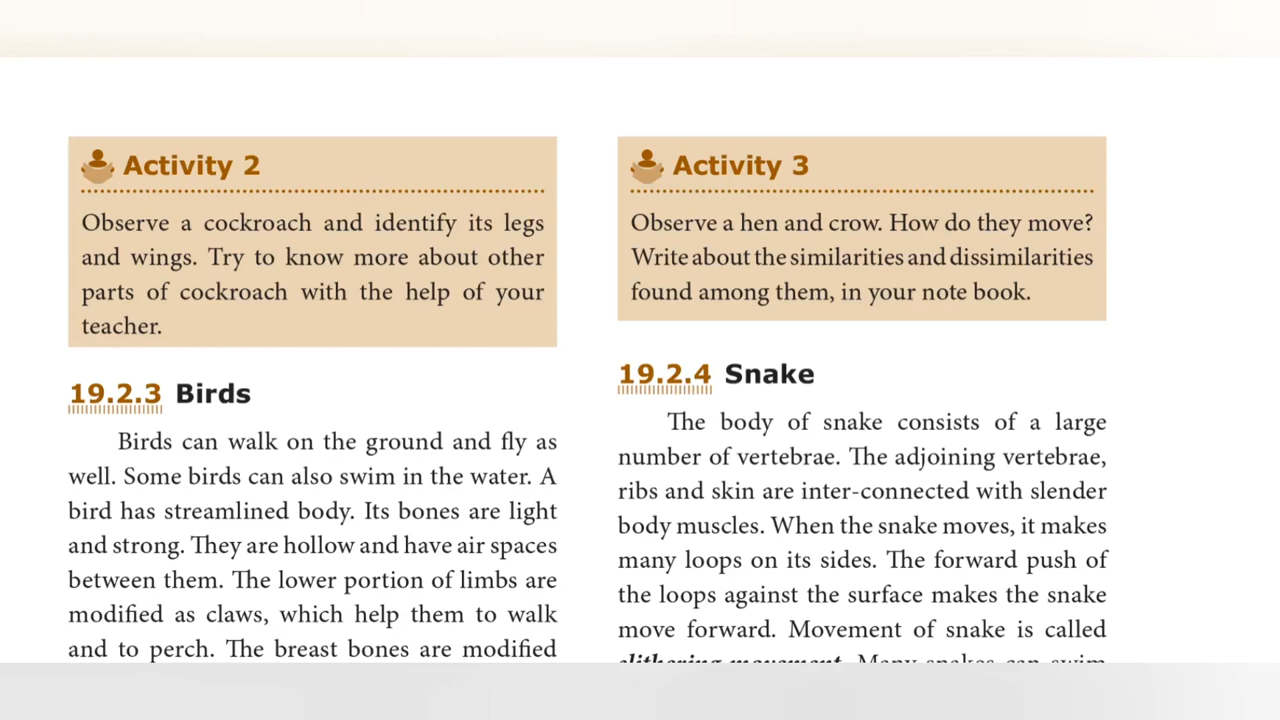 Activity 2
Observe a cockroach and identify its legs
and wings. Try to know more about other
parts of cockroach with the help of your
teacher.
19.2.3 Birds
Birds can walk on the ground and fly as
well. Some birds can also swim in the water. A
bird has streamlined body. Its bones are light
and strong. They are hollow and have air spaces
between them. The lower portion of limbs are
modified as claws, which help them to walk
and to perch. The breast bones are modified
Activity 3
Observe a hen and crow. How do they move?
Write about the similarities and dissimilarities
found among them, in your note book.
19.2.4 Snake
The body of snake consists of a large
number of vertebrae. The adjoining vertebrae,
ribs and skin are inter-connected with slender
body muscles. When the snake moves, it makes
many loops on its sides. The forward push of
the loops against the surface makes the snake
move forward. Movement of snake is called
slithering movement. Many snakes can swim